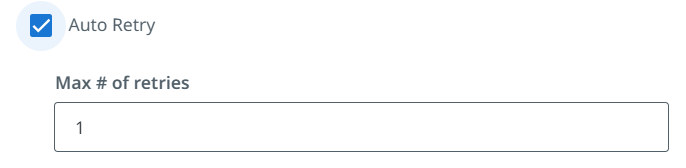 Auto Retry
Max # of retries
1